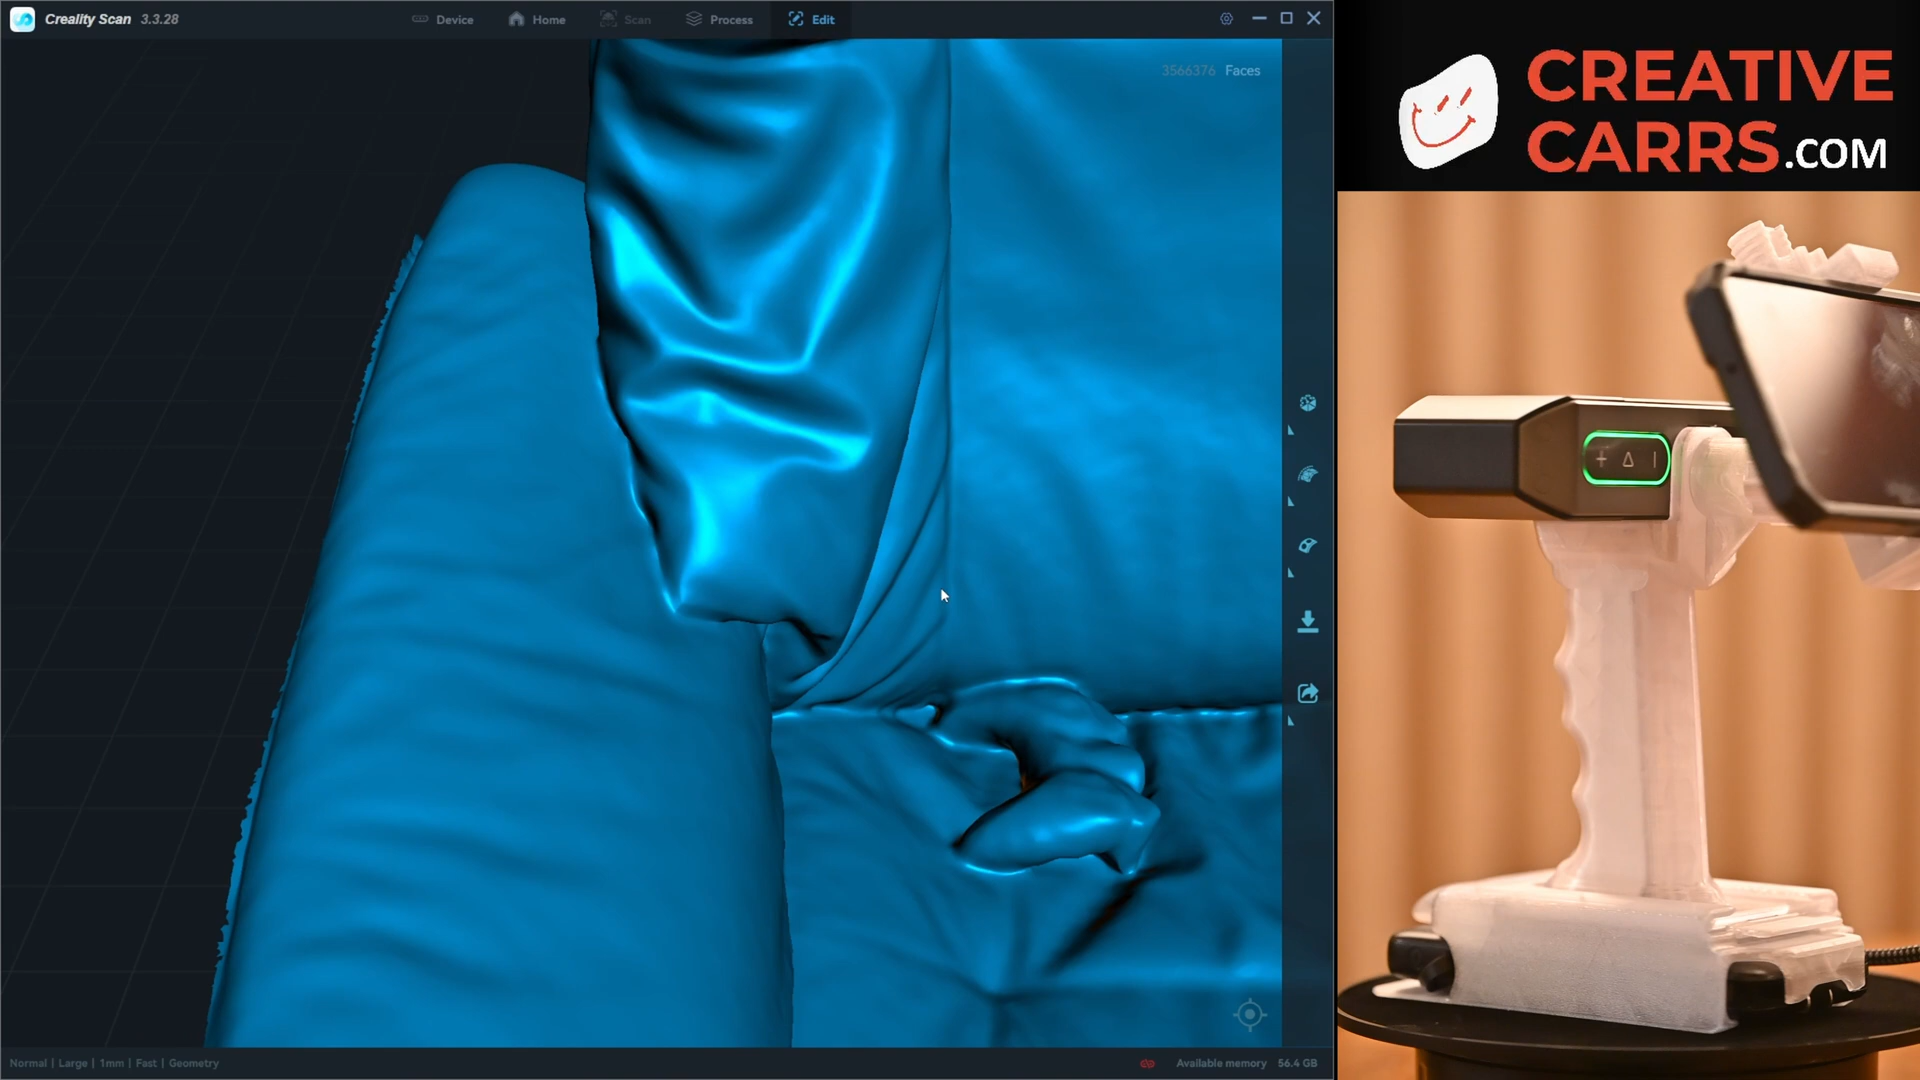 Creality Scan 3.3.28
Device
Home
Scan
Process
Edit
3566376 Faces
Normal | Large | 1mm | Fast | Geometry
Available memory 56.4 GB
CREATIVE
CARRS.COM